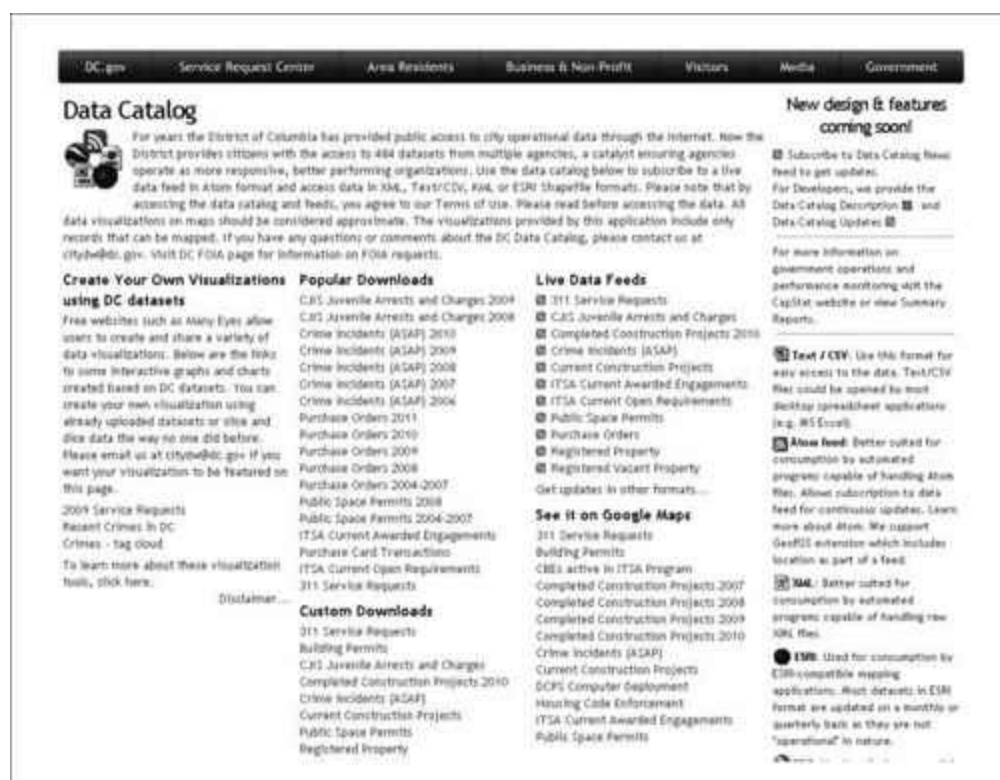 DC.gov Service Request Center Area Residents Business & Non-Profit Visitors Media Government
Data Catalog
For years the District of Columbia has provided public access to city operational data through the Internet. Now the
District provides citizens with the access to 484 datasets from multiple agencies, a catalyst ensuring agencies
operate as more responsive, better performing organizations. Use the data catalog below to subscribe to a live
data feed in Atom format and access data in XML, Text/CSV, KML or ESRI Shapefile formats. Please note that by
accessing the data catalog and feeds, you agree to our Terms of Use. Please read before accessing the data. All
data visualizations on maps should be considered approximate. The visualizations provided by this application include only
records that can be mapped. If you have any questions or comments about the DC Data Catalog, please contact us at
citydw@dc.gov. Visit DC FOIA page for information on FOIA requests.
Create Your Own Visualizations
using DC datasets
Free websites such as Many Eyes allow
users to create and share a variety of
data visualizations. Below are the links
to some interactive graphs and charts
created based on DC datasets. You can
create your own visualization using
already uploaded datasets or slice and
dice data the way no one did before.
Please email us at citydw@dc.gov if you
want your visualization to be featured on
this page.
2009 Service Requests
Recent Crimes in DC
Crimes - tag cloud
To learn more about these visualization
tools, click here.
Disclaimer...
Popular Downloads
CJIS Juvenile Arrests and Charges 2009
CJIS Juvenile Arrests and Charges 2008
Crime Incidents (ASAP) 2010
Crime Incidents (ASAP) 2009
Crime Incidents (ASAP) 2008
Crime Incidents (ASAP) 2007
Crime Incidents (ASAP) 2006
Purchase Orders 2011
Purchase Orders 2010
Purchase Orders 2009
Purchase Orders 2008
Purchase Orders 2004-2007
Public Space Permits 2008
Public Space Permits 2004-2007
ITSA Current Awarded Engagements
Purchase Card Transactions
ITSA Current Open Requirements
311 Service Requests
Custom Downloads
311 Service Requests
Building Permits
CJIS Juvenile Arrests and Charges
Completed Construction Projects 2010
Crime Incidents (ASAP)
Current Construction Projects
Public Space Permits
Registered Property
Live Data Feeds
311 Service Requests
CJIS Juvenile Arrests and Charges
Completed Construction Projects 2010
Crime Incidents (ASAP)
Current Construction Projects
ITSA Current Awarded Engagements
ITSA Current Open Requirements
Public Space Permits
Purchase Orders
Registered Property
Registered Vacant Property
Get updates in other formats...
See it on Google Maps
311 Service Requests
Building Permits
CBEs active in ITSA Program
Completed Construction Projects 2007
Completed Construction Projects 2008
Completed Construction Projects 2009
Completed Construction Projects 2010
Crime Incidents (ASAP)
Current Construction Projects
DCPS Computer Deployment
Housing Code Enforcement
ITSA Current Awarded Engagements
Public Space Permits
New design & features
coming soon!
Subscribe to Data Catalog News
feed to get updates.
For Developers, we provide the
Data Catalog Description and
Data Catalog Updates
For more information on
government operations and
performance monitoring visit the
CapStat website or view Summary
Reports.
Text / CSV: Use this format for
easy access to the data. Text/CSV
files could be opened by most
desktop spreadsheet applications
(e.g. MS Excel)
Atom feed: Better suited for
consumption by automated
programs capable of handling Atom
files. Allows subscription to data
feed for continuous updates. Learn
more about Atom. We support
GeoRSS extension which includes
location as part of a feed.
XML: Better suited for
consumption by automated
programs capable of handling raw
XML files.
ESRI: Used for consumption by
ESRI-compatible mapping
applications. Most datasets in ESRI
format are updated on a monthly or
quarterly basis as they are not
"operational" in nature.